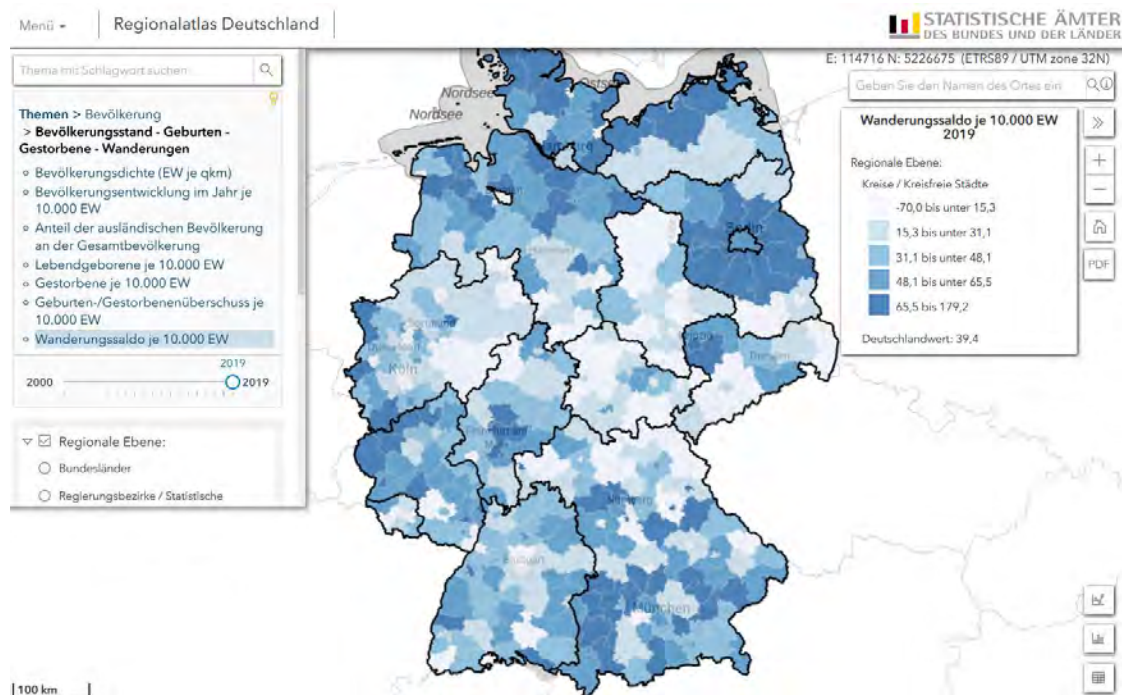 Menü
Regionalatlas Deutschland
STATISTISCHE ÄMTER
DES BUNDES UND DER LÄNDER
E: 114716 N: 5226675 (ETRS89 / UTM zone 32N)
Thema mit Schlagwort suchen
Geben Sie den Namen des Ortes ein
Themen > Bevölkerung
> Bevölkerungsstand - Geburten -
Gestorbene - Wanderungen
Bevölkerungsdichte (EW je qkm)
Bevölkerungsentwicklung im Jahr je
10.000 EW
Anteil der ausländischen Bevölkerung
an der Gesamtbevölkerung
Lebendgeborene je 10.000 EW
Gestorbene je 10.000 EW
Geburten-/Gestorbenenüberschuss je
10.000 EW
Wanderungssaldo je 10.000 EW
2019
2000
2019
Regionale Ebene:
Bundesländer
Regierungsbezirke / Statistische
Wanderungssaldo je 10.000 EW
2019
Regionale Ebene:
Kreise / Kreisfreie Städte
-70,0 bis unter 15,3
15,3 bis unter 31,1
31,1 bis unter 48,1
48,1 bis unter 65,5
65,5 bis 179,2
Deutschlandwert: 39,4
PDF
Nordsee
Nordsee
Berlin
Köln
Dresden
Nürnberg
Stuttgart
München
100 km